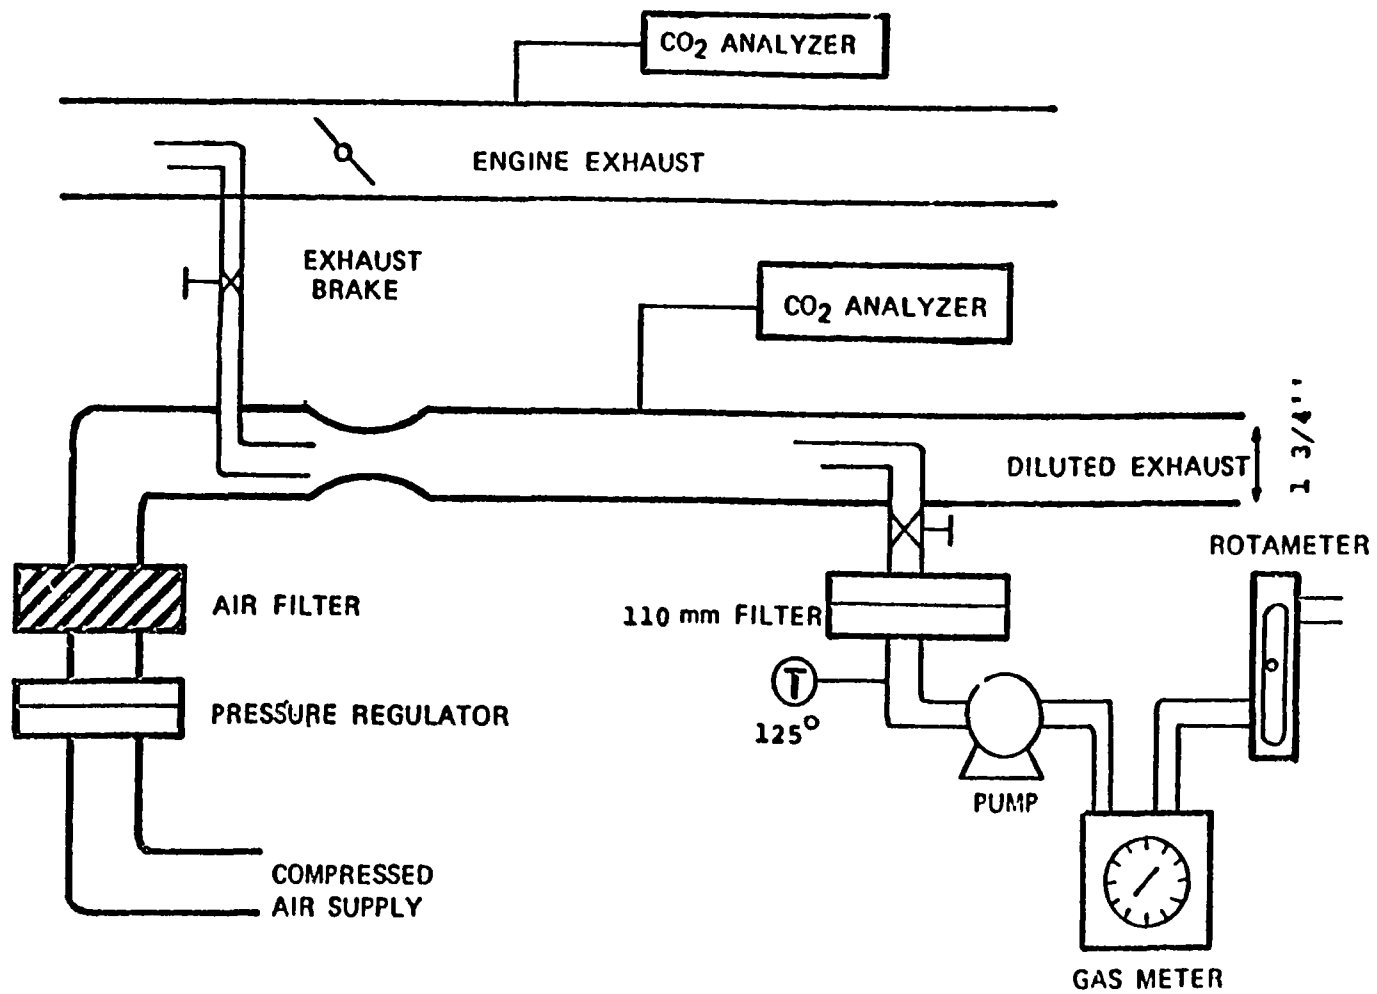 CO2 ANALYZER
ENGINE EXHAUST
EXHAUST
BRAKE
CO2 ANALYZER
1 3/4''
DILUTED EXHAUST
ROTAMETER
AIR FILTER
110 mm FILTER
T
125°
PRESSURE REGULATOR
PUMP
COMPRESSED
AIR SUPPLY
GAS METER